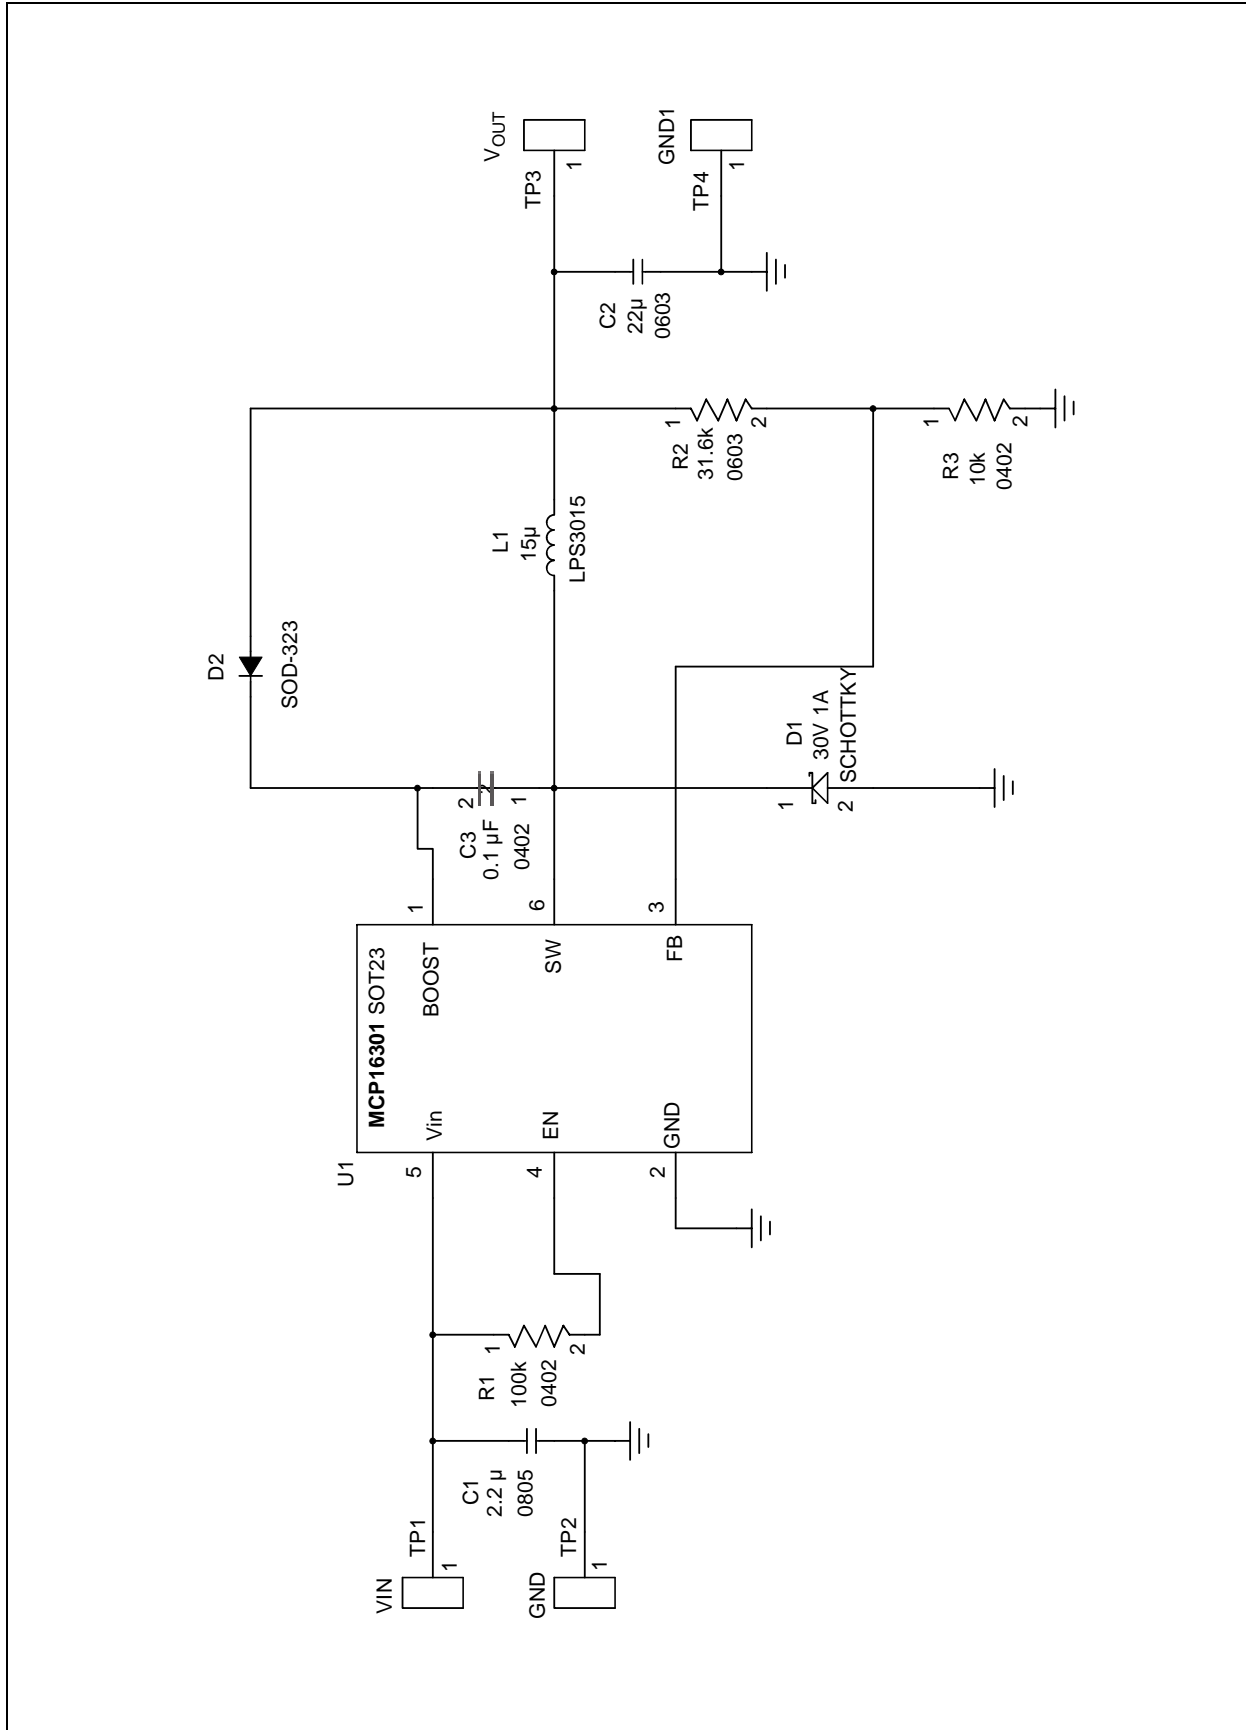 VIN
TP1
1
GND
TP2
1
C1
2.2 µ
0805
R1
100k
0402
1
2
U1
MCP16301 SOT23
5
Vin
4
EN
2
GND
BOOST
1
SW
6
FB
3
C3
0.1 µF
0402
2
1
D2
SOD-323
D1
30V 1A
SCHOTTKY
1
2
L1
15µ
LPS3015
R2
31.6k
0603
1
2
R3
10k
0402
1
2
C2
22µ
0603
VOUT
TP3
1
GND1
TP4
1